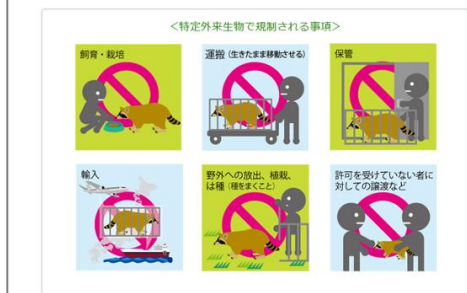 <特定外来生物で規制される事項>
飼育・栽培
運搬（生きたまま移動させる）
保管
輸入
野外への放出、植栽、
は種（種をまくこと）
許可を受けていない者に
対しての譲渡など